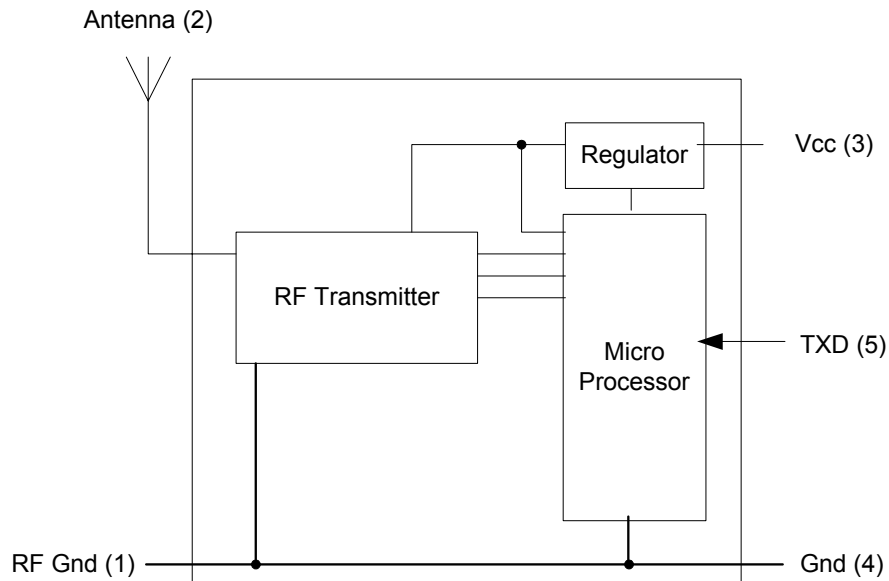 Antenna (2)
Regulator
Vcc (3)
RF Transmitter
Micro
Processor
TXD (5)
RF Gnd (1)
Gnd (4)